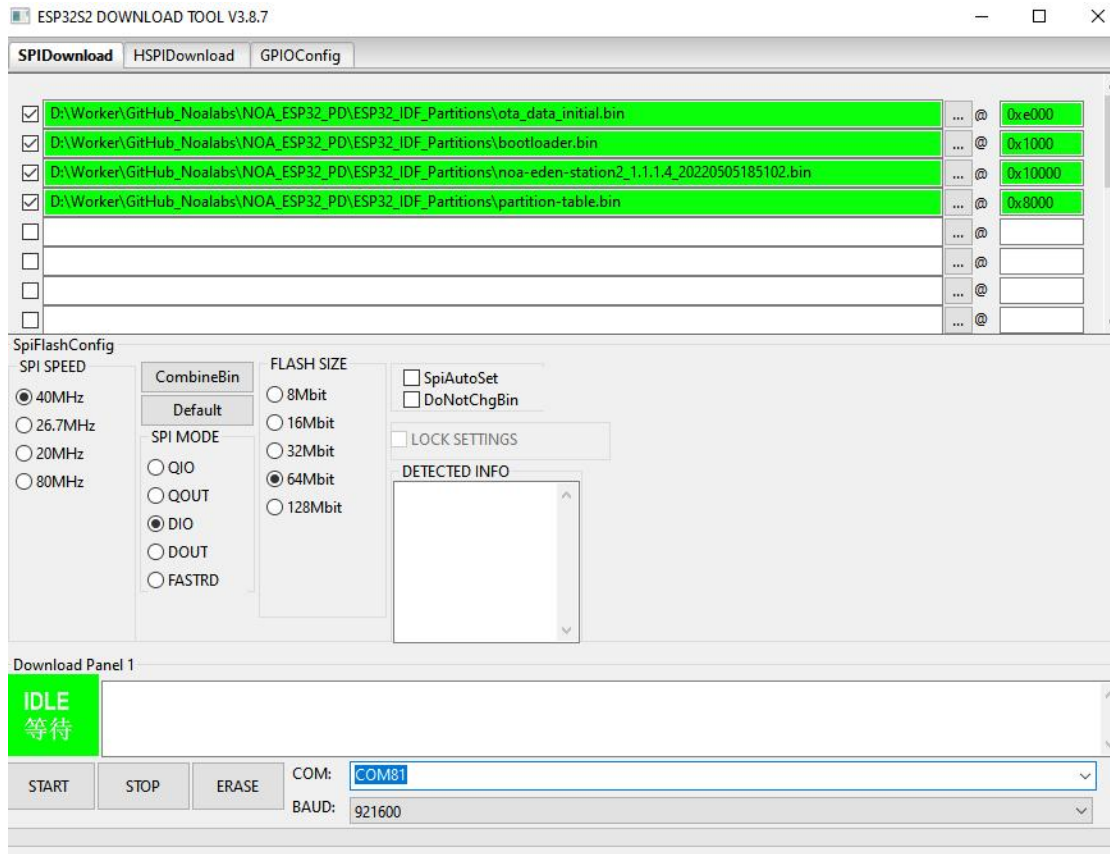 ESP32S2 DOWNLOAD TOOL V3.8.7
SPIDownload HSPIDownload GPIOConfig
D:\Worker\GitHub_Noalabs\NOA_ESP32_PD\ESP32_IDF_Partitions\ota_data_initial.bin ... @ 0xe000
D:\Worker\GitHub_Noalabs\NOA_ESP32_PD\ESP32_IDF_Partitions\bootloader.bin ... @ 0x1000
D:\Worker\GitHub_Noalabs\NOA_ESP32_PD\ESP32_IDF_Partitions\noa-eden-station2_1.1.1.4_20220505185102.bin ... @ 0x10000
D:\Worker\GitHub_Noalabs\NOA_ESP32_PD\ESP32_IDF_Partitions\partition-table.bin ... @ 0x8000
... @
... @
... @
... @
SpiFlashConfig
SPI SPEED
40MHz
26.7MHz
20MHz
80MHz
CombineBin
Default
SPI MODE
QIO
QOUT
DIO
DOUT
FASTRD
FLASH SIZE
8Mbit
16Mbit
32Mbit
64Mbit
128Mbit
SpiAutoSet
DoNotChgBin
LOCK SETTINGS
DETECTED INFO
Download Panel 1
IDLE
等待
START STOP ERASE
COM: COM81
BAUD: 921600